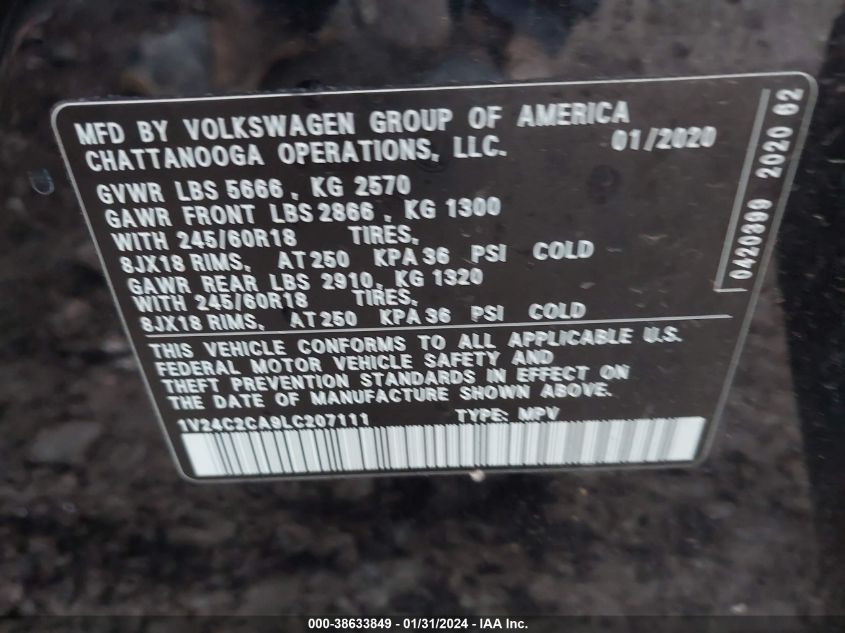 MFD BY VOLKSWAGEN GROUP OF AMERICA
CHATTANOOGA OPERATIONS, LLC. 01/2020
GVWR LBS 5666 , KG 2570
GAWR FRONT LBS 2866 , KG 1300
WITH 245/60R18 TIRES,
8JX18 RIMS, AT 250 KPA 36 PSI COLD
GAWR REAR LBS 2910, KG 1320
WITH 245/60R18 TIRES,
8JX18 RIMS, AT 250 KPA 36 PSI COLD
THIS VEHICLE CONFORMS TO ALL APPLICABLE U.S.
FEDERAL MOTOR VEHICLE SAFETY AND
THEFT PREVENTION STANDARDS IN EFFECT ON
THE DATE OF MANUFACTURE SHOWN ABOVE.
1V24C2CA9LC207111 TYPE: MPV
0420399 2020 62
000-38633849 - 01/31/2024 - IAA Inc.